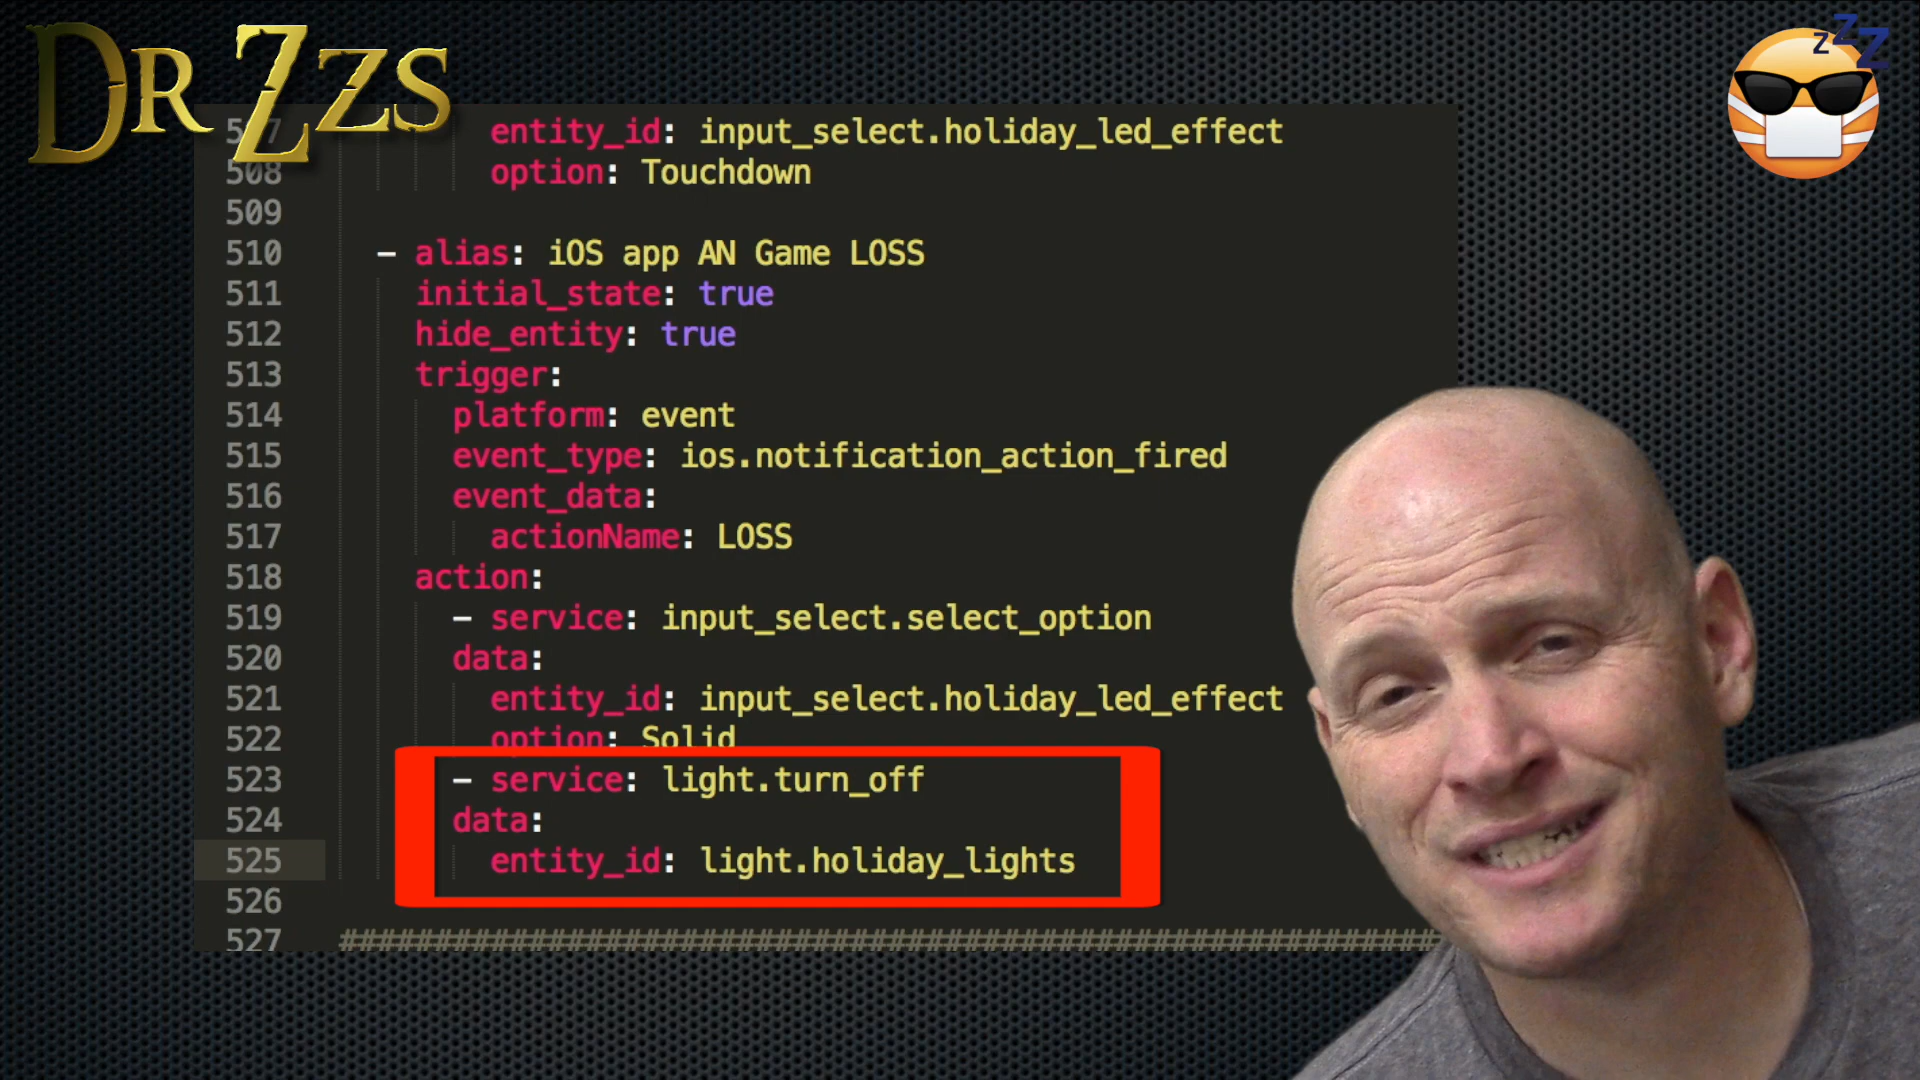 DrZzs
zZZ
507 entity_id: input_select.holiday_led_effect
508 option: Touchdown
509
510 - alias: iOS app AN Game LOSS
511 initial_state: true
512 hide_entity: true
513 trigger:
514 platform: event
515 event_type: ios.notification_action_fired
516 event_data:
517 actionName: LOSS
518 action:
519 - service: input_select.select_option
520 data:
521 entity_id: input_select.holiday_led_effect
522 option: Solid
523 - service: light.turn_off
524 data:
525 entity_id: light.holiday_lights
526
527 ##########################################################